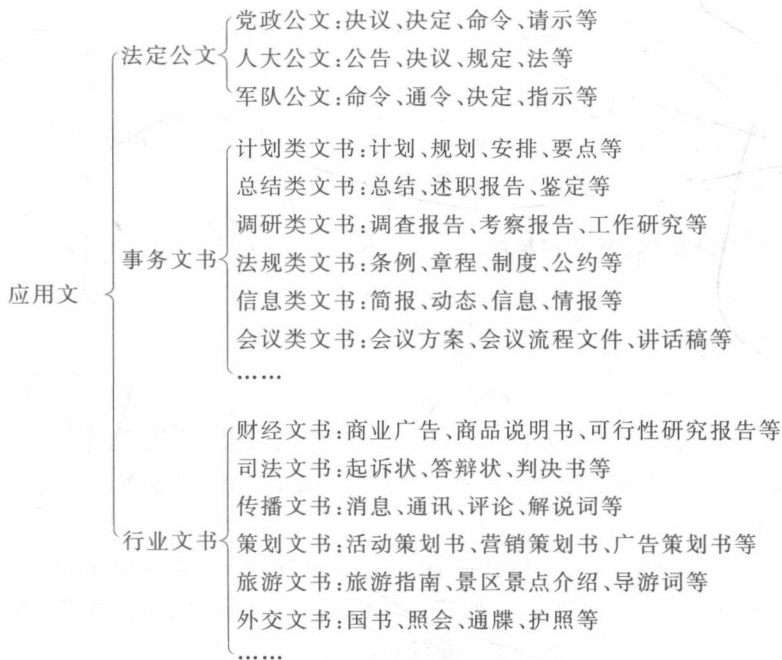 党政公文:决议、决定、命令、请示等
法定公文
人大公文:公告、决议、规定、法等
军队公文:命令、通令、决定、指示等
计划类文书:计划、规划、安排、要点等
总结类文书:总结、述职报告、鉴定等
调研类文书:调查报告、考察报告、工作研究等
事务文书
法规类文书:条例、章程、制度、公约等
应用文
信息类文书:简报、动态、信息、情报等
会议类文书:会议方案、会议流程文件、讲话稿等
……
财经文书:商业广告、商品说明书、可行性研究报告等
司法文书:起诉状、答辩状、判决书等
传播文书:消息、通讯、评论、解说词等
行业文书
策划文书:活动策划书、营销策划书、广告策划书等
旅游文书:旅游指南、景区景点介绍、导游词等
外交文书:国书、照会、通牒、护照等
……